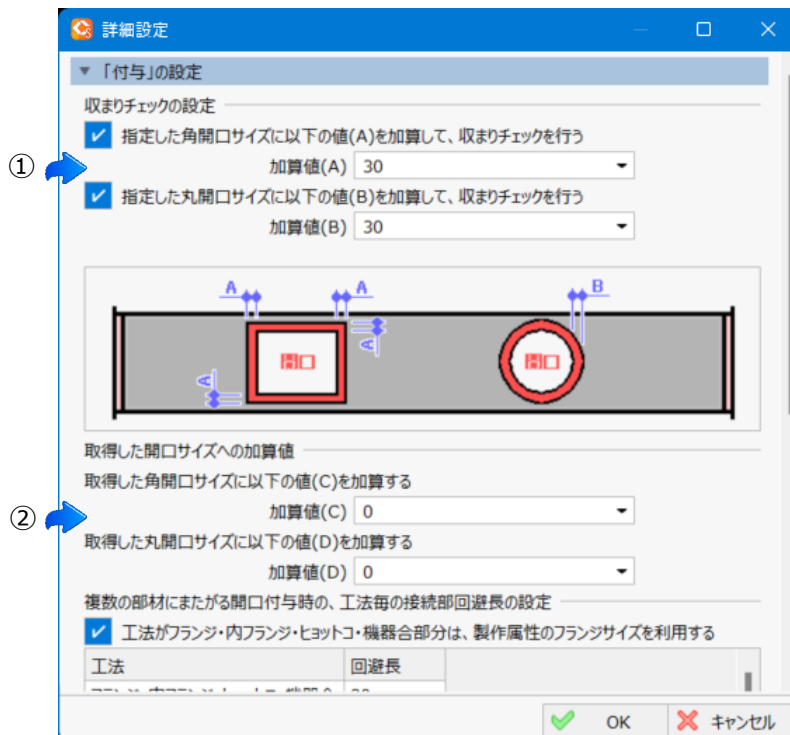 詳細設定
「付与」の設定
収まりチェックの設定
指定した角開口サイズに以下の値(A)を加算して、収まりチェックを行う
①
加算値(A) 30
指定した丸開口サイズに以下の値(B)を加算して、収まりチェックを行う
加算値(B) 30
A A B
A
開口 開口
A
取得した開口サイズへの加算値
取得した角開口サイズに以下の値(C)を加算する
②
加算値(C) 0
取得した丸開口サイズに以下の値(D)を加算する
加算値(D) 0
複数の部材にまたがる開口付与時の、工法毎の接続部回避長の設定
工法がフランジ・内フランジ・ヒョットコ・機器合部分は、製作属性のフランジサイズを利用する
工法 回避長
OK キャンセル